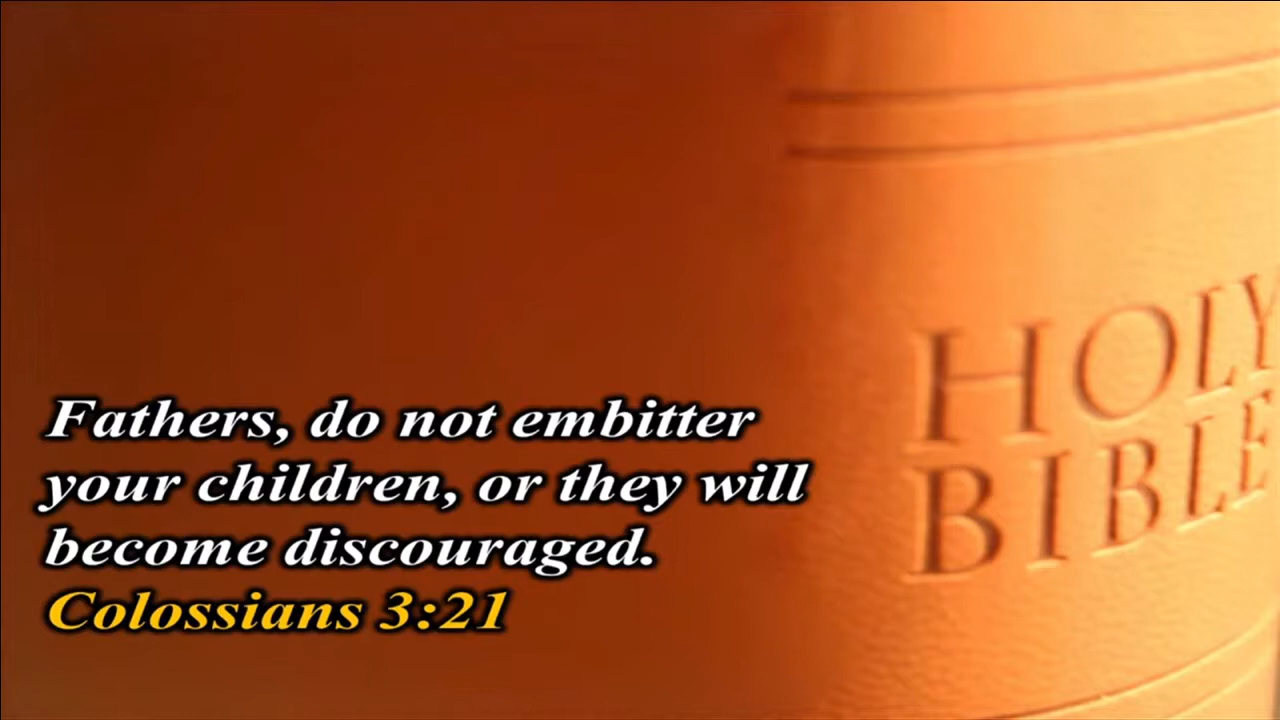 Fathers, do not embitter
your children, or they will
become discouraged.
Colossians 3:21
HOLY
BIBLE